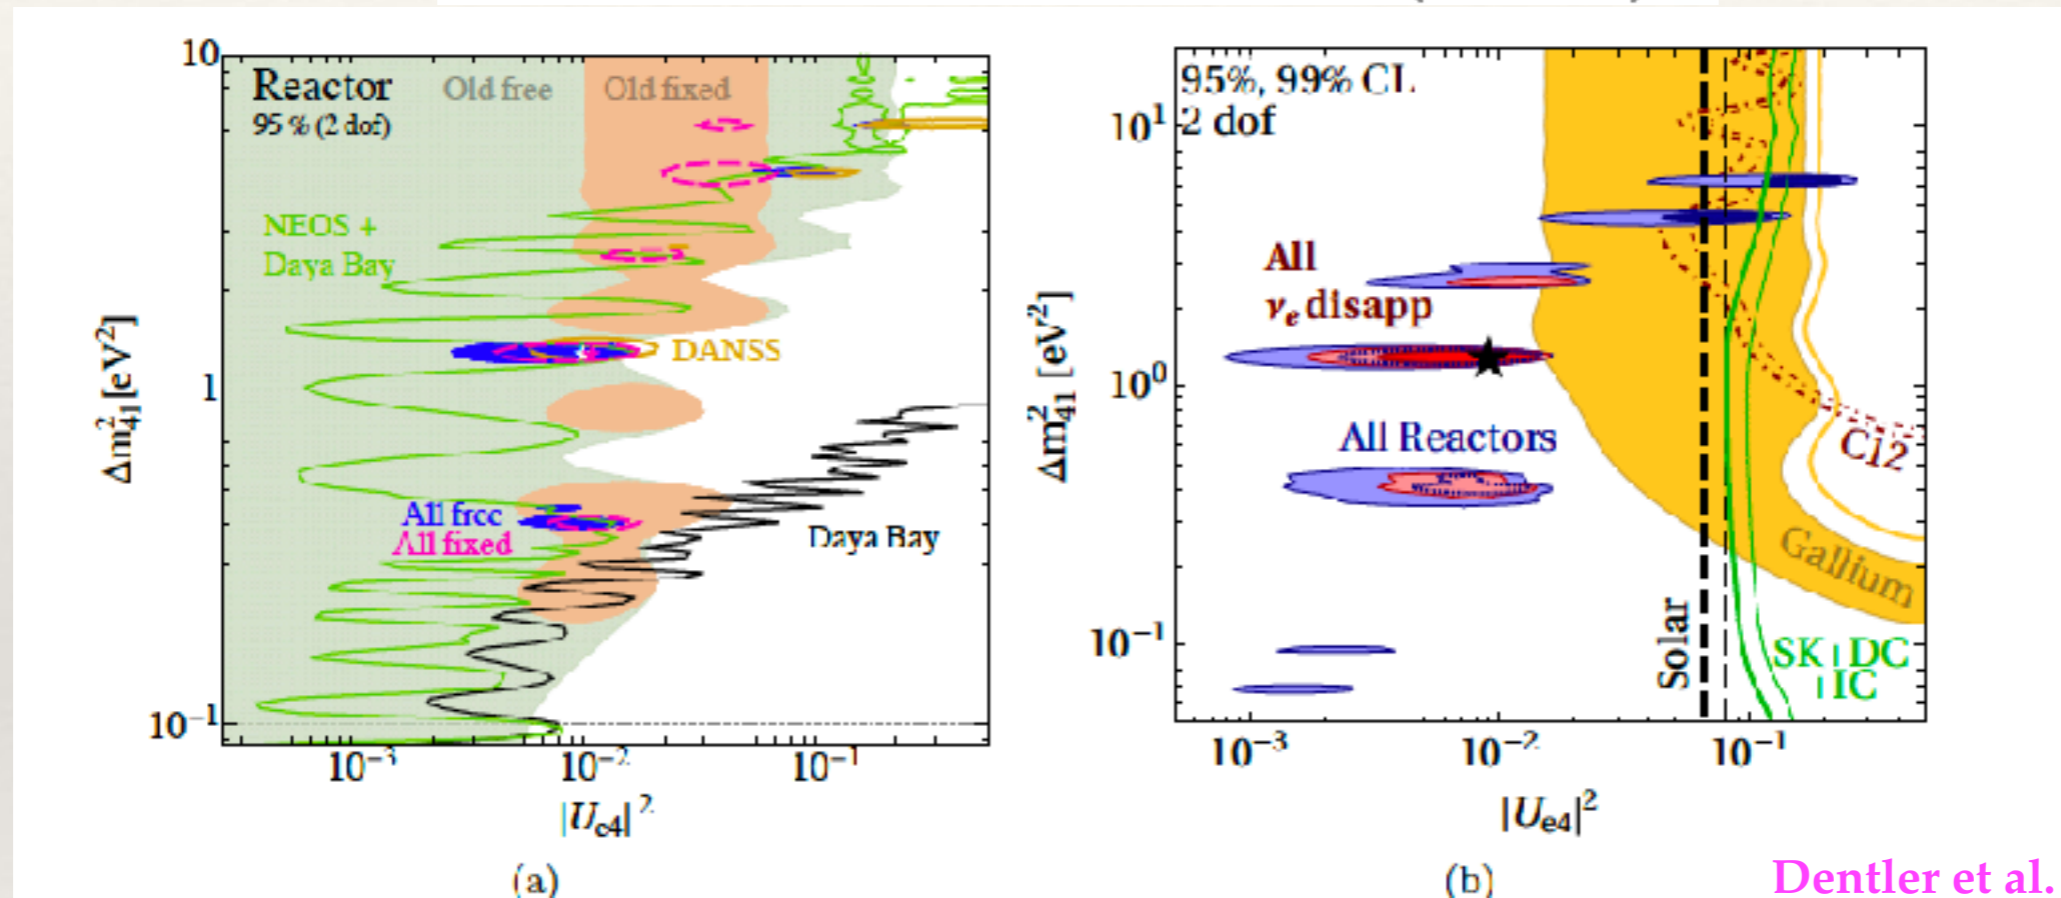 10
Reactor
95 % (2 dof)
Old free
Old fixed
NEOS +
Daya Bay
DANSS
1
All free
All fixed
Daya Bay
10⁻¹
10⁻³
10⁻²
10⁻¹
Δm²₄₁ [eV²]
|Uₑ₄|²
(a)
95%, 99% CL
2 dof
10¹
All
νₑ disapp
10⁰
All Reactors
C12
Gallium
Solar
10⁻¹
SK+DC
+IC
10⁻³
10⁻²
10⁻¹
Δm²₄₁ [eV²]
|Uₑ₄|²
(b)
Dentler et al.